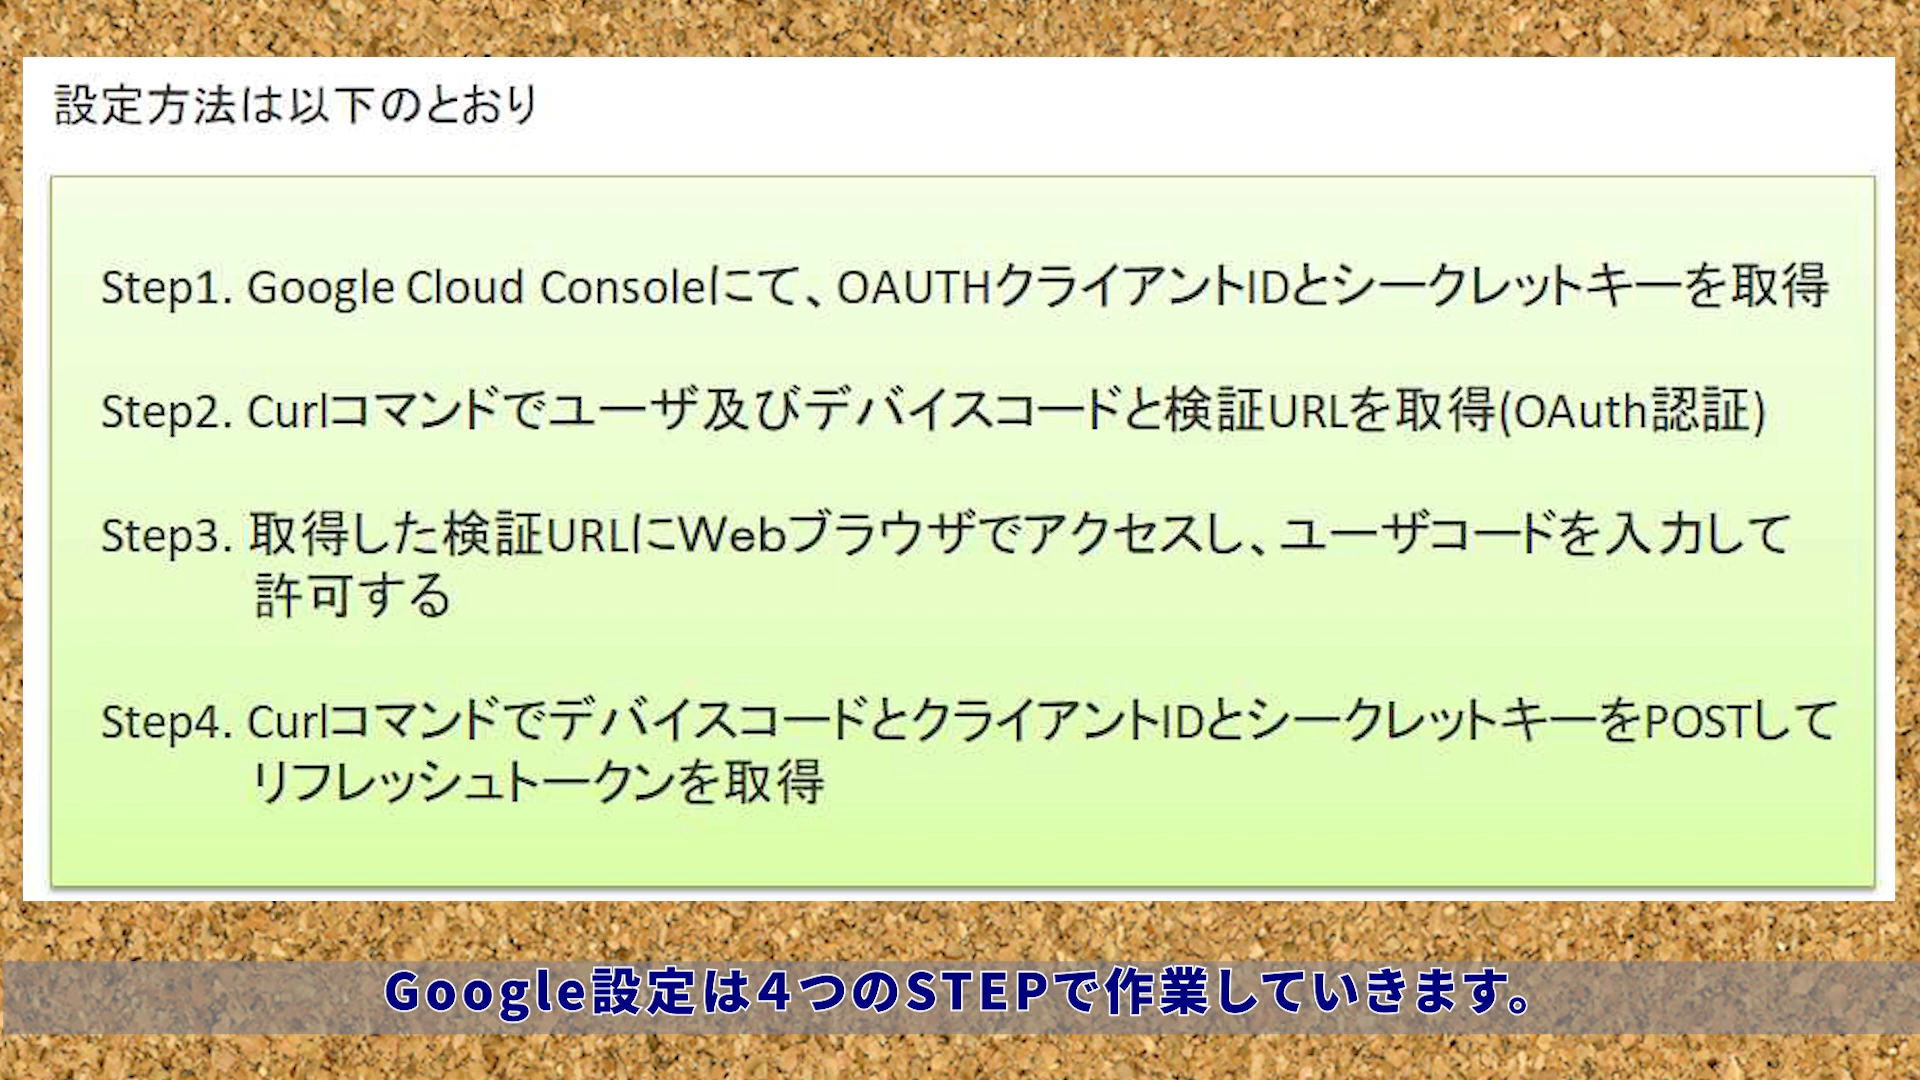 設定方法は以下のとおり
Step1. Google Cloud Consoleにて、OAUTHクライアントIDとシークレットキーを取得
Step2. Curlコマンドでユーザ及びデバイスコードと検証URLを取得(OAuth認証)
Step3. 取得した検証URLにWebブラウザでアクセスし、ユーザコードを入力して
許可する
Step4. CurlコマンドでデバイスコードとクライアントIDとシークレットキーをPOSTして
リフレッシュトークンを取得
Google設定は４つのSTEPで作業していきます。